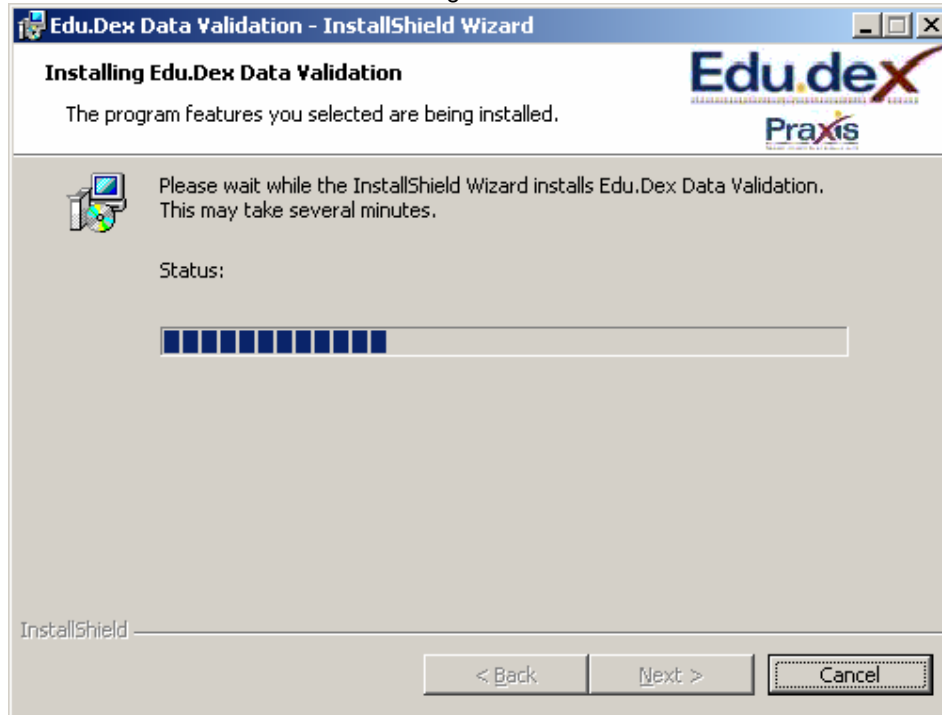 Edu.Dex Data Validation - InstallShield Wizard
Installing Edu.Dex Data Validation
The program features you selected are being installed.
Edu.dex
Praxis
Please wait while the InstallShield Wizard installs Edu.Dex Data Validation.
This may take several minutes.
Status:
InstallShield
< Back
Next >
Cancel